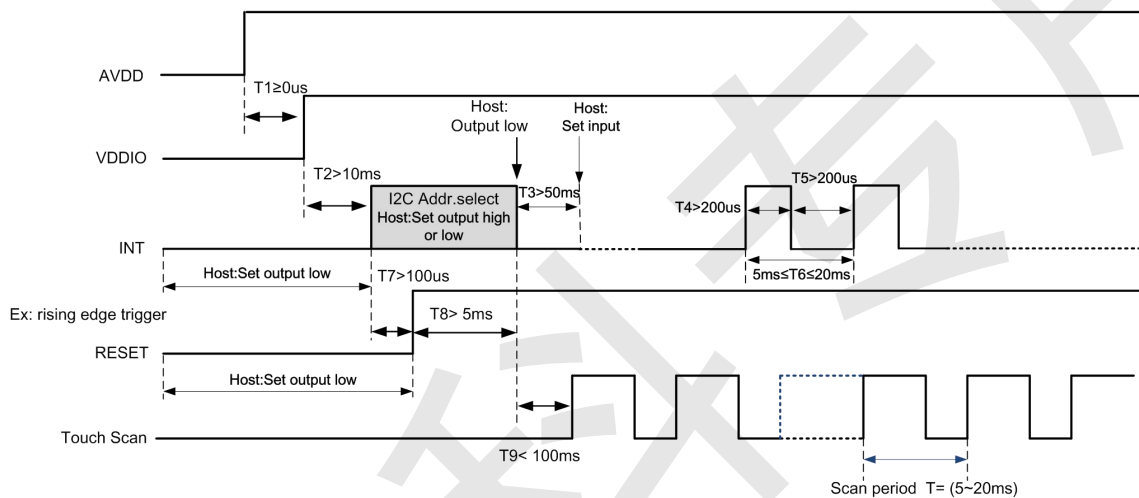 AVDD
T1≥0us
Host:
Output low
Host:
Set input
VDDIO
T2>10ms
T3>50ms
T5>200us
I2C Addr.select
Host:Set output high
or low
T4>200us
INT
Host:Set output low
T7>100us
5ms≤T6≤20ms
Ex: rising edge trigger
T8> 5ms
RESET
Host:Set output low
Touch Scan
T9< 100ms
Scan period T= (5~20ms)